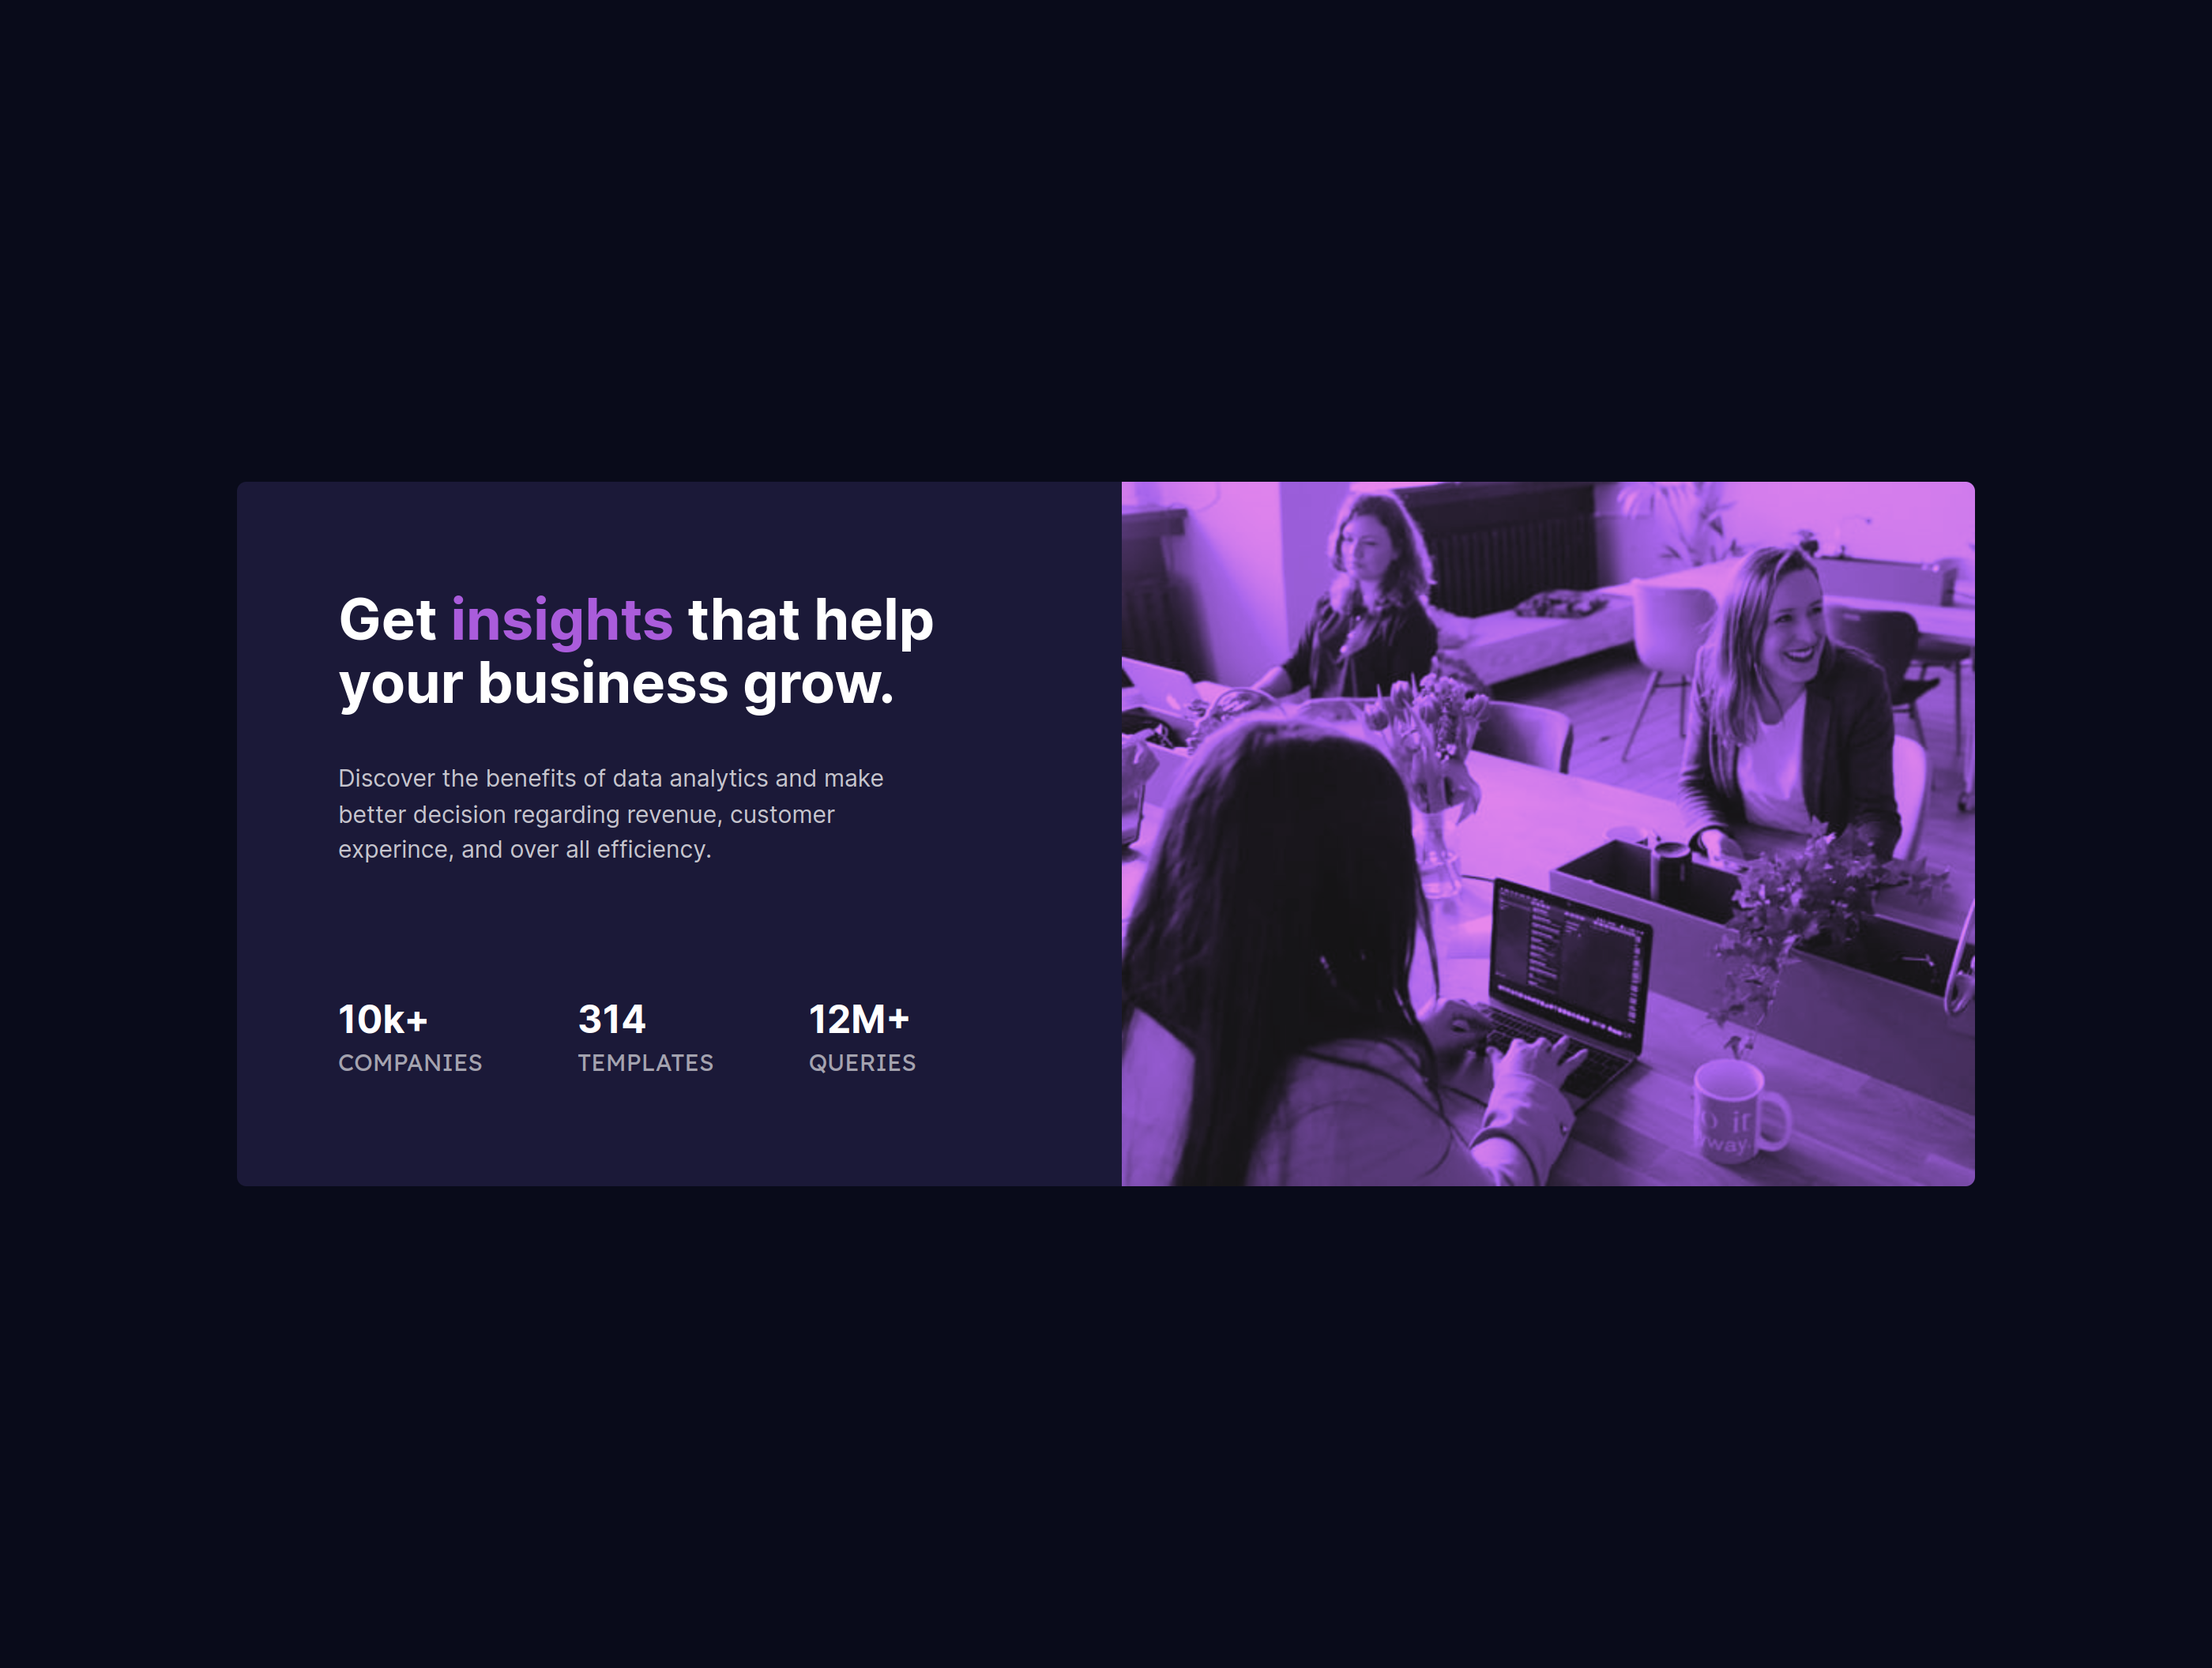 Get insights that help
your business grow.
Discover the benefits of data analytics and make
better decision regarding revenue, customer
experince, and over all efficiency.
10k+ 314 12M+
COMPANIES TEMPLATES QUERIES
way.